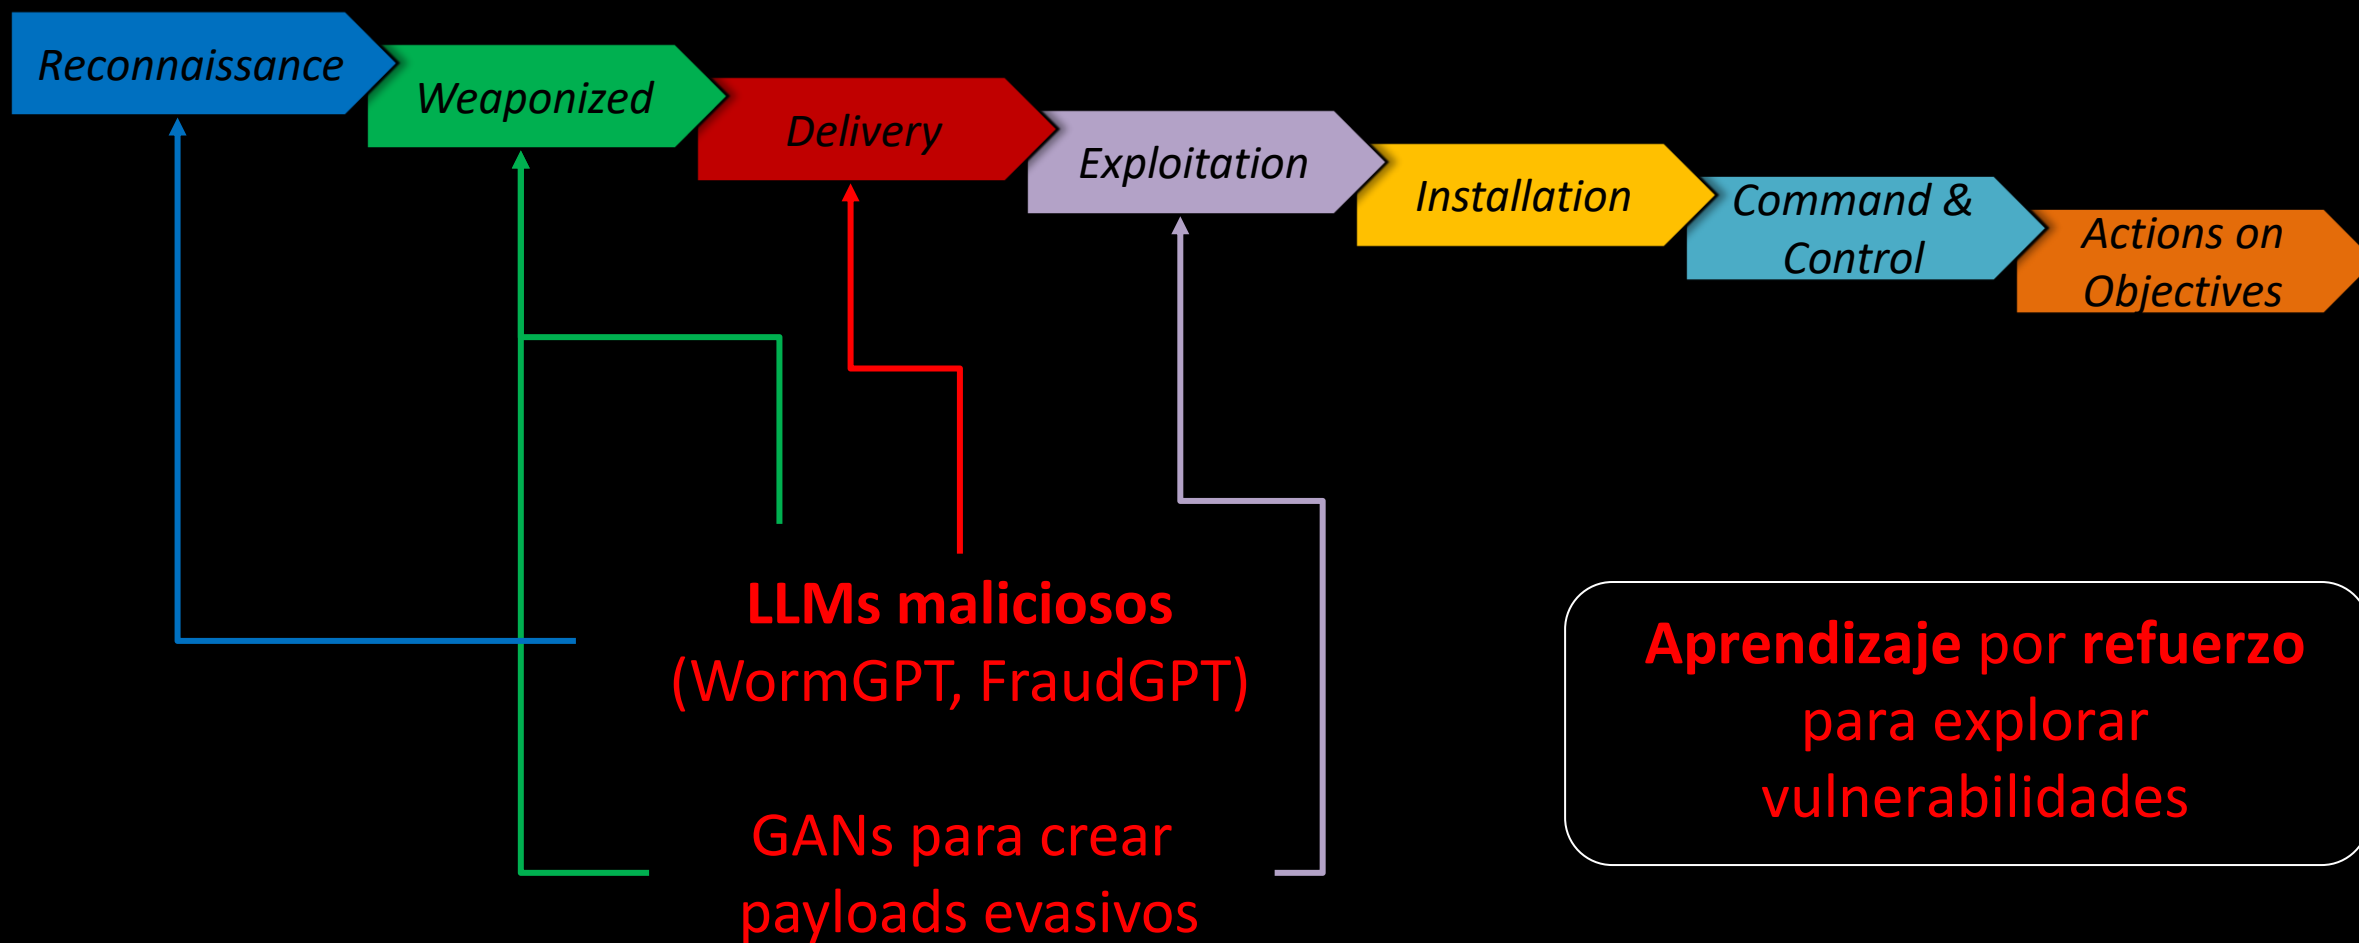 Reconnaissance
Weaponized
Delivery
Exploitation
Installation
Command &
Control
Actions on
Objectives
LLMs maliciosos
(WormGPT, FraudGPT)
GANs para crear
payloads evasivos
Aprendizaje por refuerzo
para explorar
vulnerabilidades